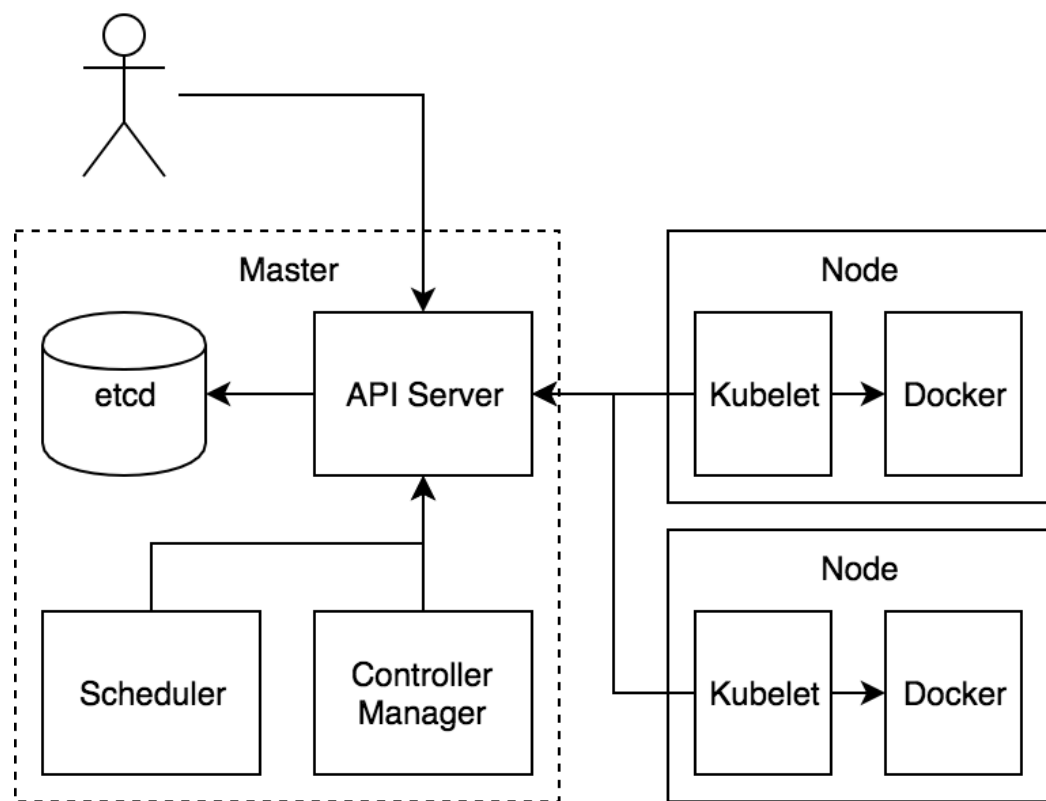 Master
etcd
API Server
Scheduler
Controller
Manager
Node
Kubelet
Docker
Node
Kubelet
Docker